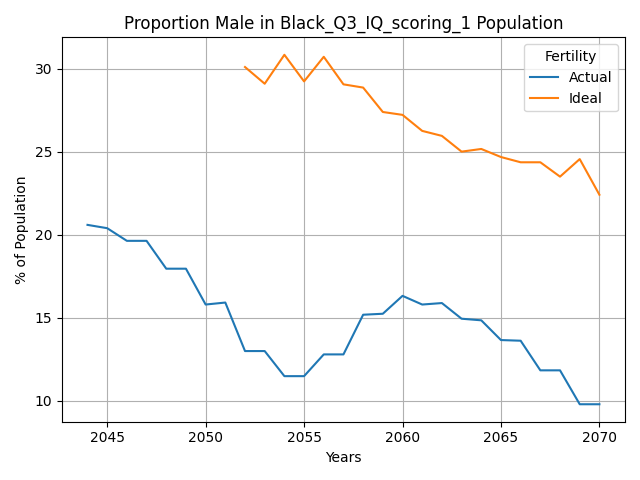 Proportion Male in Black_Q3_IQ_scoring_1 Population
Fertility
Actual
Ideal
30
25
20
15
10
% of Population
2045 2050 2055 2060 2065 2070
Years